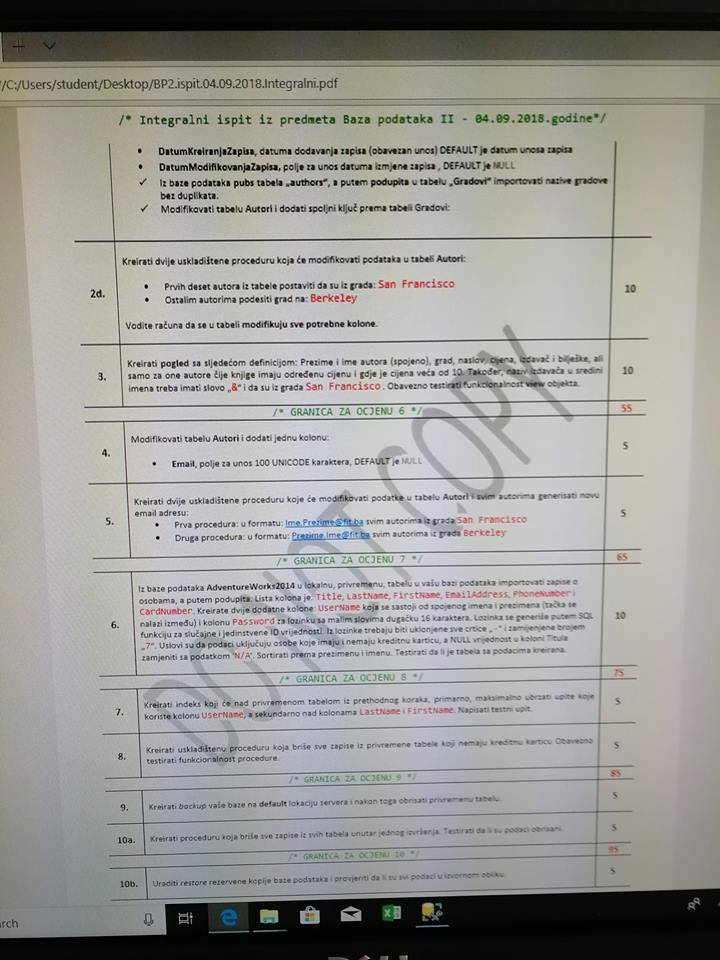 //C:/Users/student/Desktop/BP2.ispit.04.09.2018.Integralni.pdf
/* Integralni ispit iz predmeta Baza podataka II - 04.09.2018.godine*/
• DatumKreiranjaZapisa, datuma dodavanja zapisa (obavezan unos) DEFAULT je datum unosa zapisa
• DatumModifikovanjaZapisa, polje za unos datuma izmjene zapisa , DEFAULT je NULL
✓ Iz baze podataka pubs tabela „authors“, a putem podupita u tabelu „Gradovi“ importovati nazive gradove
bez duplikata.
✓ Modifikovati tabelu Autori i dodati spoljni ključ prema tabeli Gradovi:
2d.
Kreirati dvije uskladištene proceduru koja će modifikovati podataka u tabeli Autori:
• Prvih deset autora iz tabele postaviti da su iz grada: San Francisco
• Ostalim autorima podesiti grad na: Berkeley
Vodite računa da se u tabeli modifikuju sve potrebne kolone.
10
3.
Kreirati pogled sa sljedećom definicijom: Prezime i ime autora (spojeno), grad, naslov, cijena, izdavač i bilješke, ali
samo za one autore čije knjige imaju određenu cijenu i gdje je cijena veća od 10. Također, naziv izdavača u sredini
imena treba imati slovo „&“ i da su iz grada San Francisco . Obavezno testirati funkcionalnost view objekta.
10
/* GRANICA ZA OCJENU 6 */ 55
4.
Modifikovati tabelu Autori i dodati jednu kolonu:
• Email, polje za unos 100 UNICODE karaktera, DEFAULT je NULL
5
5.
Kreirati dvije uskladištene proceduru koje će modifikovati podatke u tabelu Autori i svim autorima generisati novu
email adresu:
• Prva procedura: u formatu: Ime.Prezime@fit.ba svim autorima iz grada San Francisco
• Druga procedura: u formatu: Prezime.Ime@fit.ba svim autorima iz grada Berkeley
5
/* GRANICA ZA OCJENU 7 */ 65
6.
Iz baze podataka AdventureWorks2014 u lokalnu, privremenu, tabelu u vašu bazi podataka importovati zapise o
osobama, a putem podupita. Lista kolona je: Title, LastName, FirstName, EmailAddress, PhoneNumber i
CardNumber. Kreirate dvije dodatne kolone: UserName koja se sastoji od spojenog imena i prezimena (tačka se
nalazi između) i kolonu Password za lozinku sa malim slovima dugačku 16 karaktera. Lozinka se generiše putem SQL
funkciju za slučajne i jedinstvene ID vrijednosti. Iz lozinke trebaju biti uklonjene sve crtice „-“ i zamijenjene brojem
„7“. Uslovi su da podaci uključuju osobe koje imaju i nemaju kreditnu karticu, a NULL vrijednost u koloni Titula
zamjeniti sa podatkom 'N/A'. Sortirati prema prezimenu i imenu. Testirati da li je tabela sa podacima kreirana.
10
/* GRANICA ZA OCJENU 8 */ 75
7.
Kreirati indeks koji će nad privremenom tabelom iz prethodnog koraka, primarno, maksimalno ubrzati upite koje
koriste kolonu UserName, a sekundarno nad kolonama LastName i FirstName. Napisati testni upit.
5
8.
Kreirati uskladištenu proceduru koja briše sve zapise iz privremene tabele koji nemaju kreditnu karticu Obavezno
testirati funkcionalnost procedure.
5
/* GRANICA ZA OCJENU 9 */ 85
9.
Kreirati backup vaše baze na default lokaciju servera i nakon toga obrisati privremenu tabelu.
5
10a.
Kreirati proceduru koja briše sve zapise iz svih tabela unutar jednog izvršenja. Testirati da li su podaci obrisani.
5
/* GRANICA ZA OCJENU 10 */ 95
10b.
Uraditi restore rezervene kopije baze podataka i provjeriti da li su svi podaci u izvornom obliku.
5
DO NOT COPY
rch
DELL